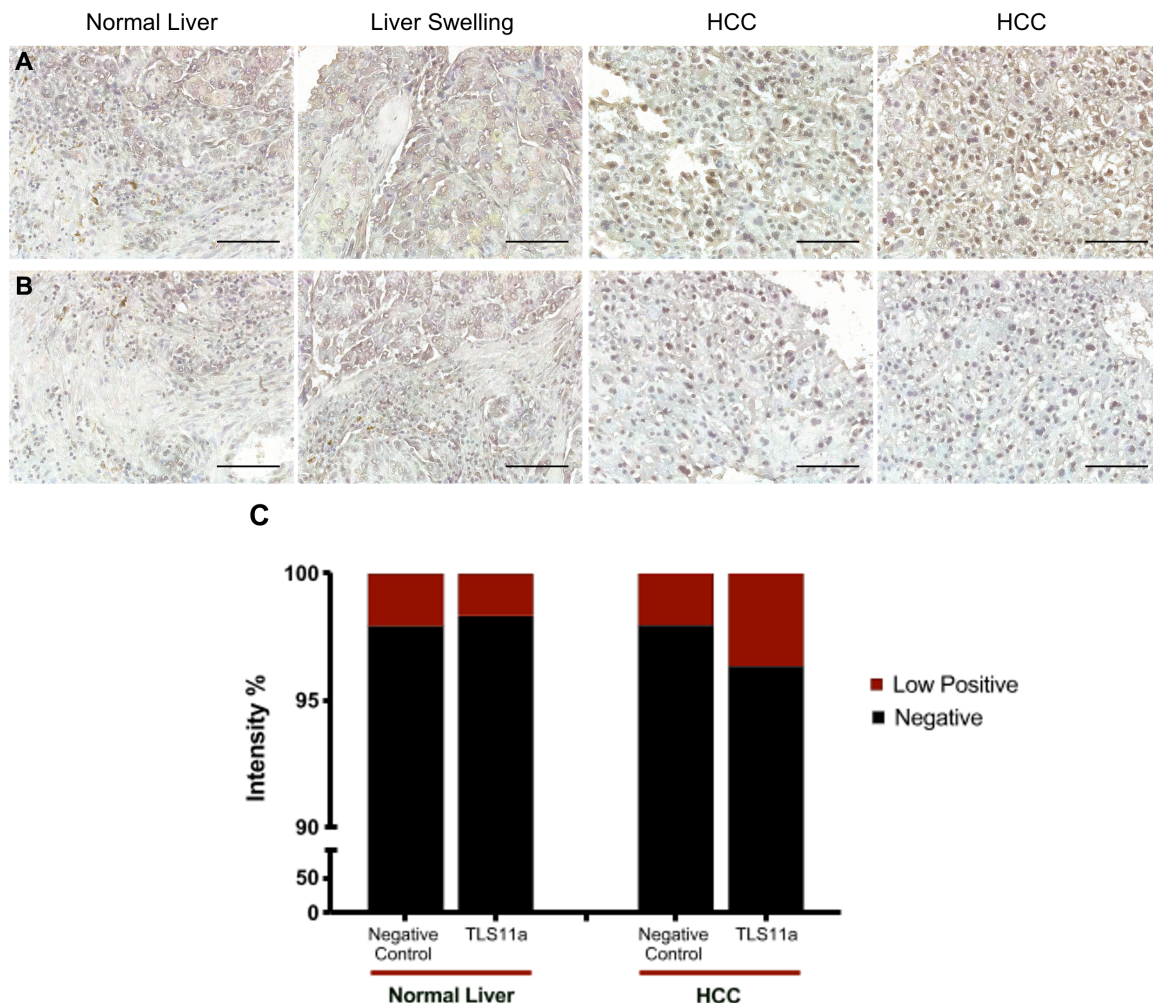 Normal Liver Liver Swelling HCC HCC
A
B
C
100
95
90
50
0
Intensity %
Low Positive
Negative
Negative Control TLS11a Negative Control TLS11a
Normal Liver HCC